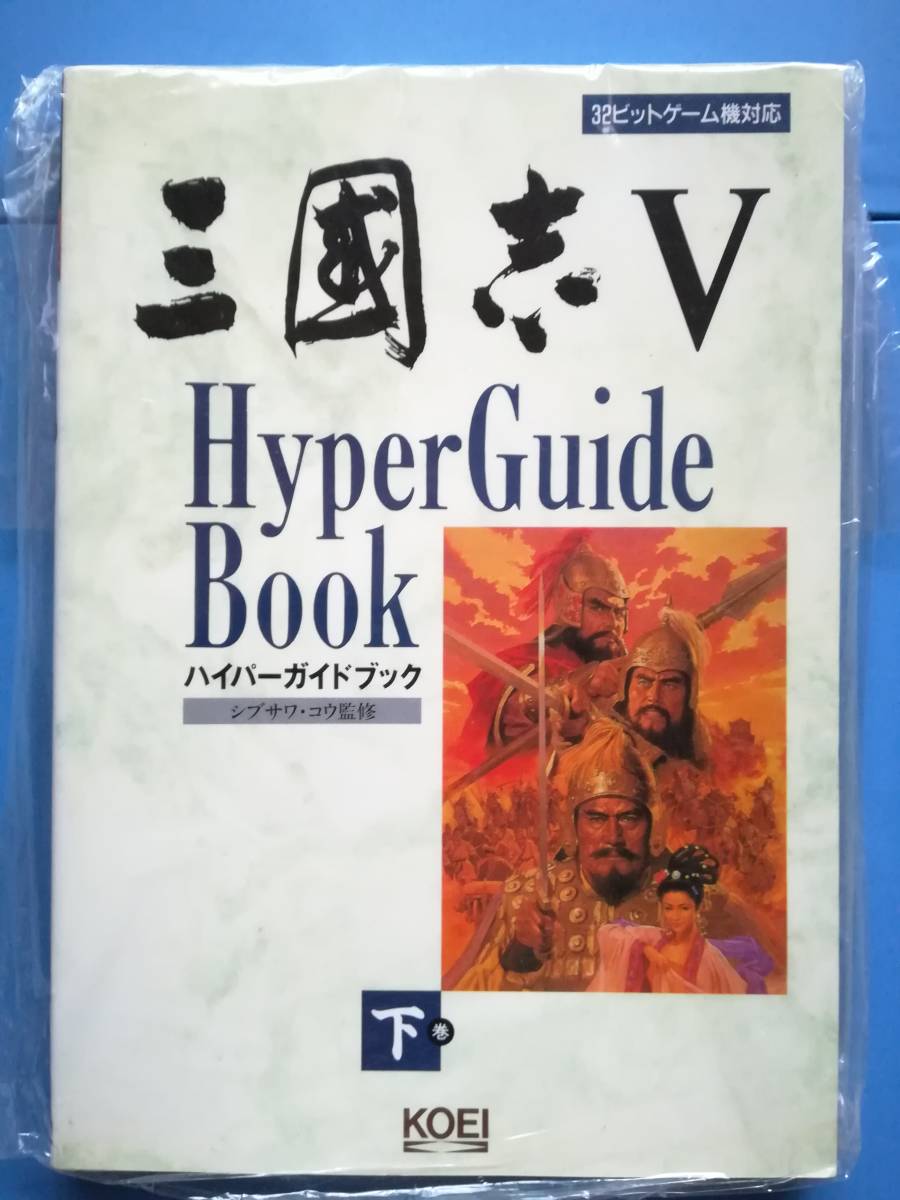 32ビットゲーム機対応
三國志V
HyperGuide
Book
ハイパーガイドブック
シブサワ・コウ監修
下巻
KOEI